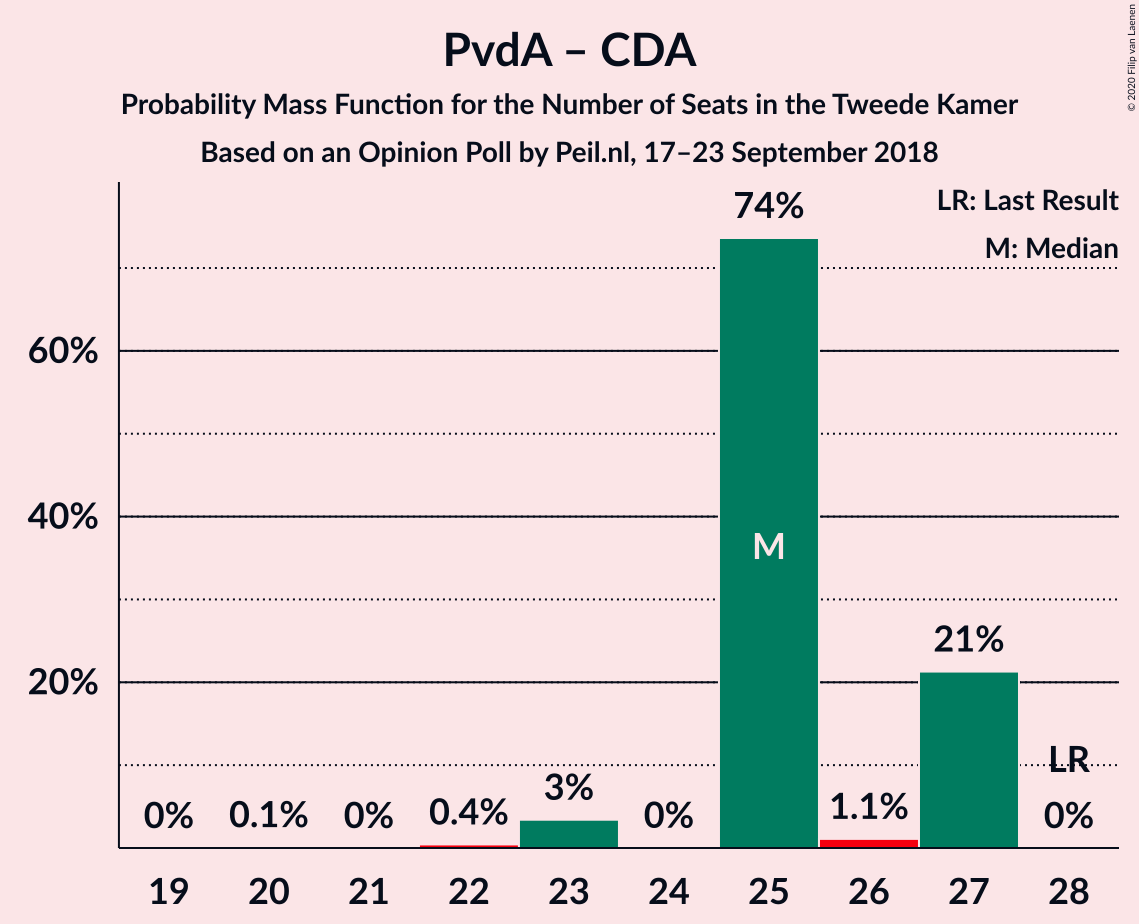 PvdA – CDA
Probability Mass Function for the Number of Seats in the Tweede Kamer
Based on an Opinion Poll by Peil.nl, 17–23 September 2018
© 2020 Filip van Laenen
LR: Last Result
M: Median
60%
40%
20%
0%
0.1%
0%
0.4%
3%
0%
74%
M
1.1%
21%
LR
0%
19 20 21 22 23 24 25 26 27 28